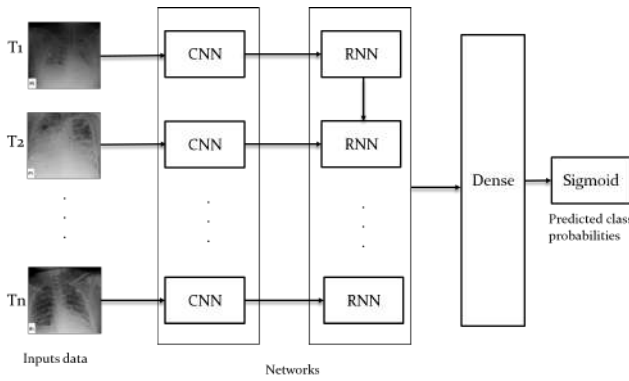 T1
CNN
RNN
T2
CNN
RNN
Dense
Sigmoid
Predicted class
probabilities
Tn
CNN
RNN
Inputs data
Networks